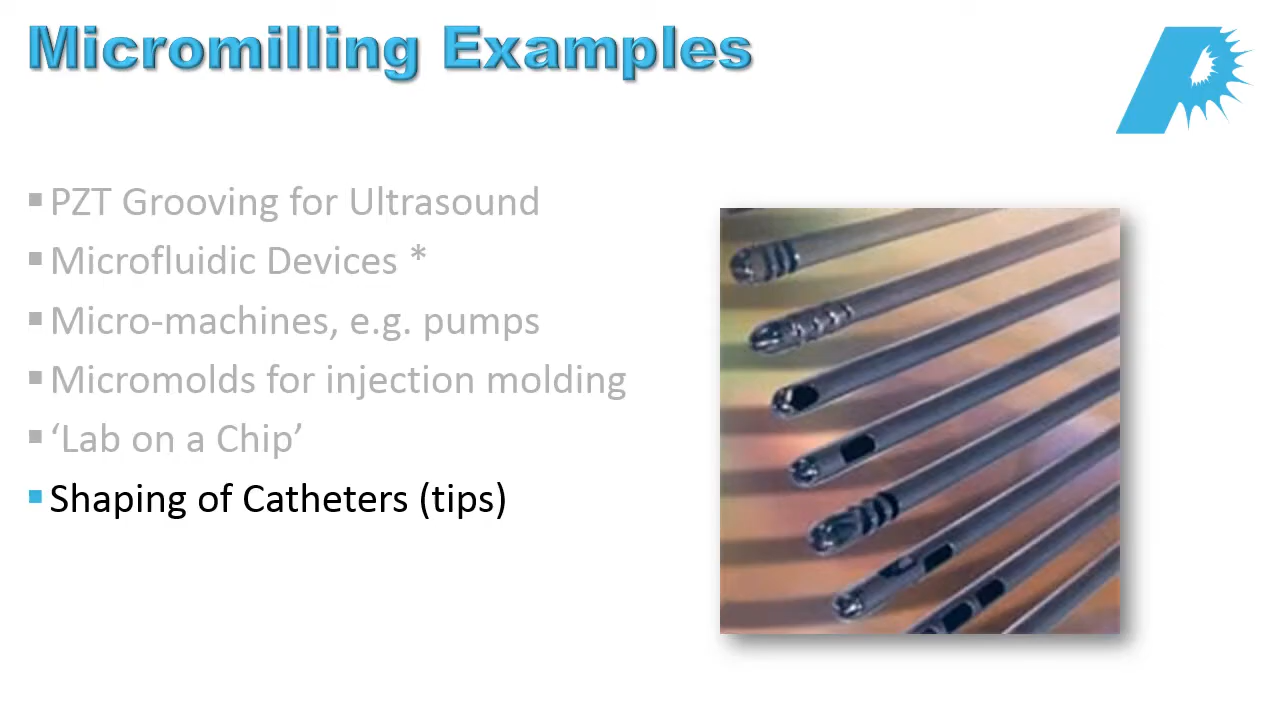 Micromilling Examples
PZT Grooving for Ultrasound
Microfluidic Devices *
Micro-machines, e.g. pumps
Micromolds for injection molding
‘Lab on a Chip’
Shaping of Catheters (tips)